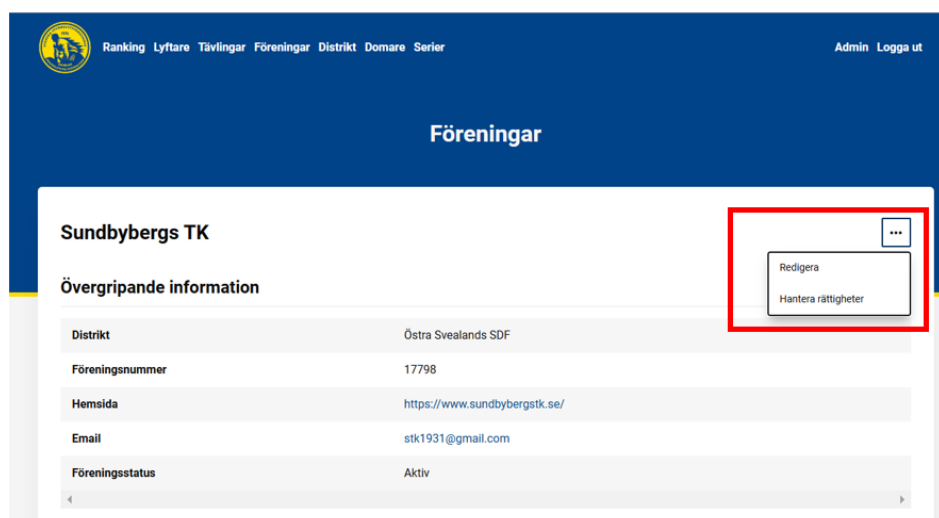 Ranking Lyftare Tävlingar Föreningar Distrikt Domare Serier Admin Logga ut
Föreningar
Sundbybergs TK
Redigera
Hantera rättigheter
Övergripande information
Distrikt Östra Svealands SDF
Föreningsnummer 17798
Hemsida https://www.sundbybergstk.se/
Email stk1931@gmail.com
Föreningsstatus Aktiv